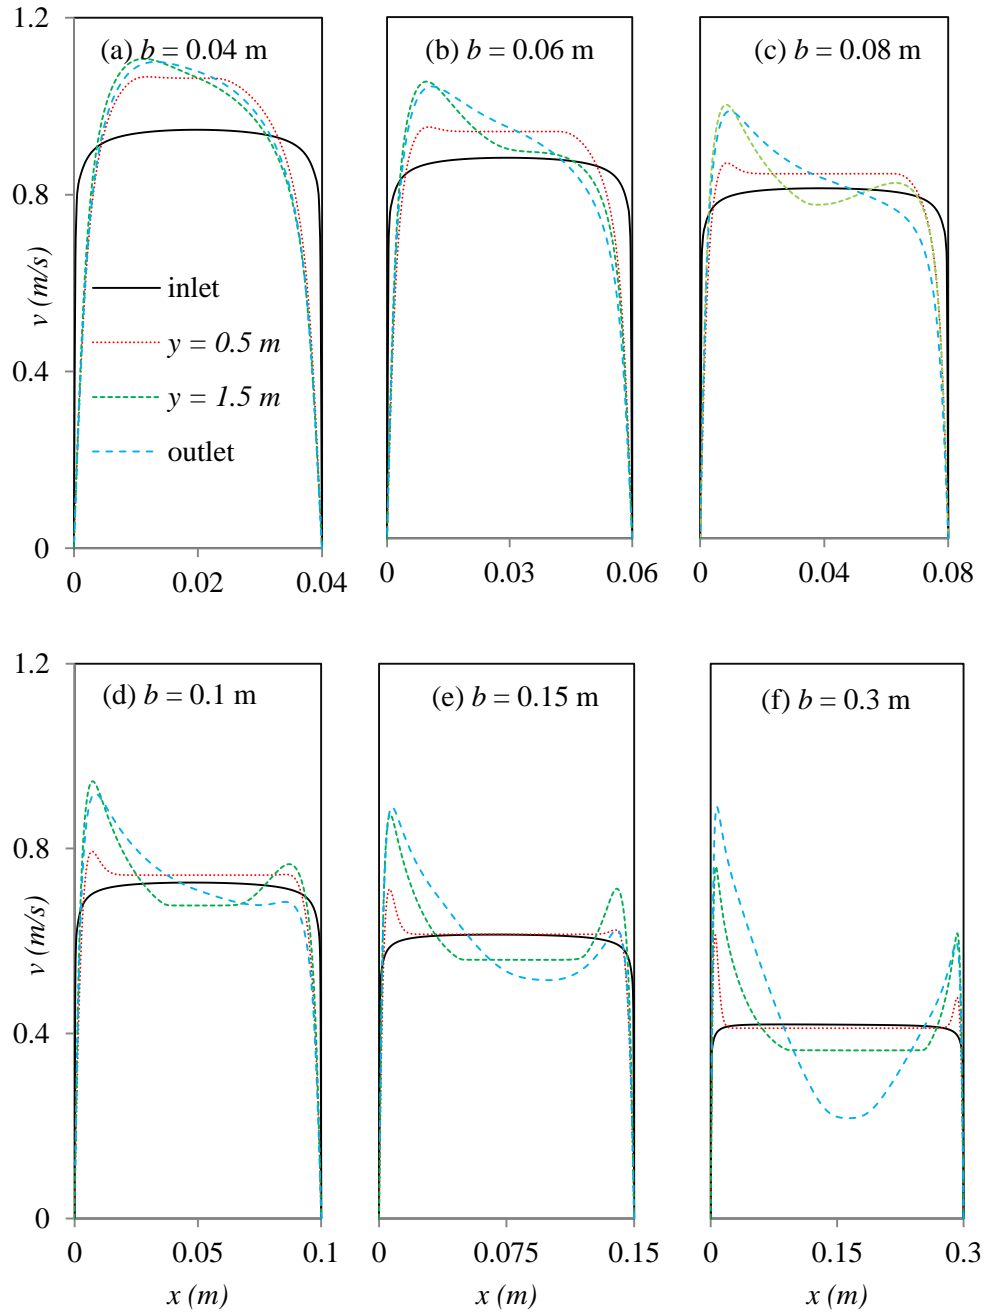 1.2
(a) b = 0.04 m
(b) b = 0.06 m
(c) b = 0.08 m
0.8
v (m/s)
inlet
y = 0.5 m
0.4
y = 1.5 m
outlet
0
0
0.02
0.04
0
0.03
0.06
0
0.04
0.08
1.2
(d) b = 0.1 m
(e) b = 0.15 m
(f) b = 0.3 m
0.8
v (m/s)
0.4
0
0
0.05
0.1
0
0.075
0.15
0
0.15
0.3
x (m)
x (m)
x (m)